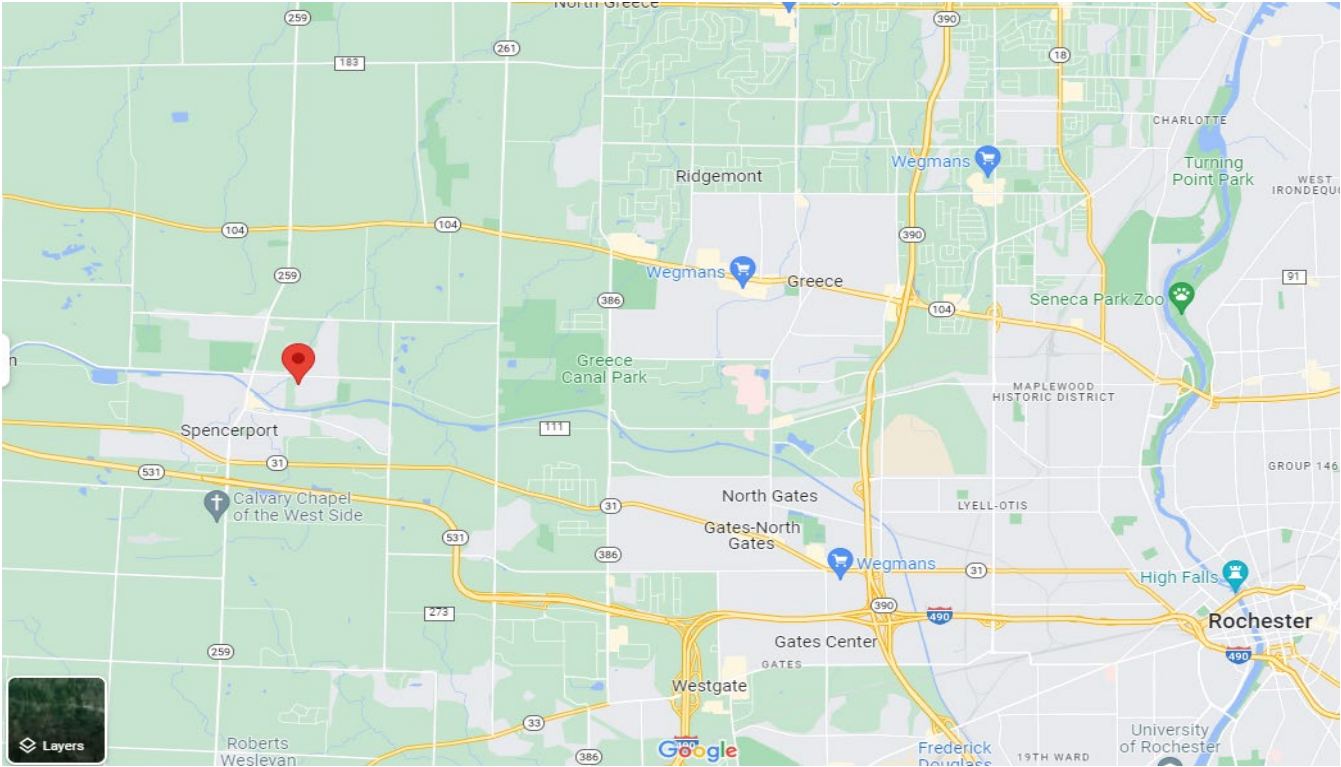 North Greece
259
390
261
18
183
CHARLOTTE
Wegmans
Turning
Point Park
WEST
Ridgemont
104
104
390
259
91
Wegmans
Greece
386
Seneca Park Zoo
104
n
Greece
Canal Park
MAPLEWOOD
HISTORIC DISTRICT
111
Spencerport
31
531
GROUP 146
North Gates
Calvary Chapel
of the West Side
31
LYELL-OTIS
Gates-North
Gates
531
386
Wegmans
31
High Falls
390
273
490
Rochester
Gates Center
259
490
GATES
Westgate
33
Layers
Roberts
Wesleyan
Google
386
Frederick
Douglass
19TH WARD
University
of Rochester